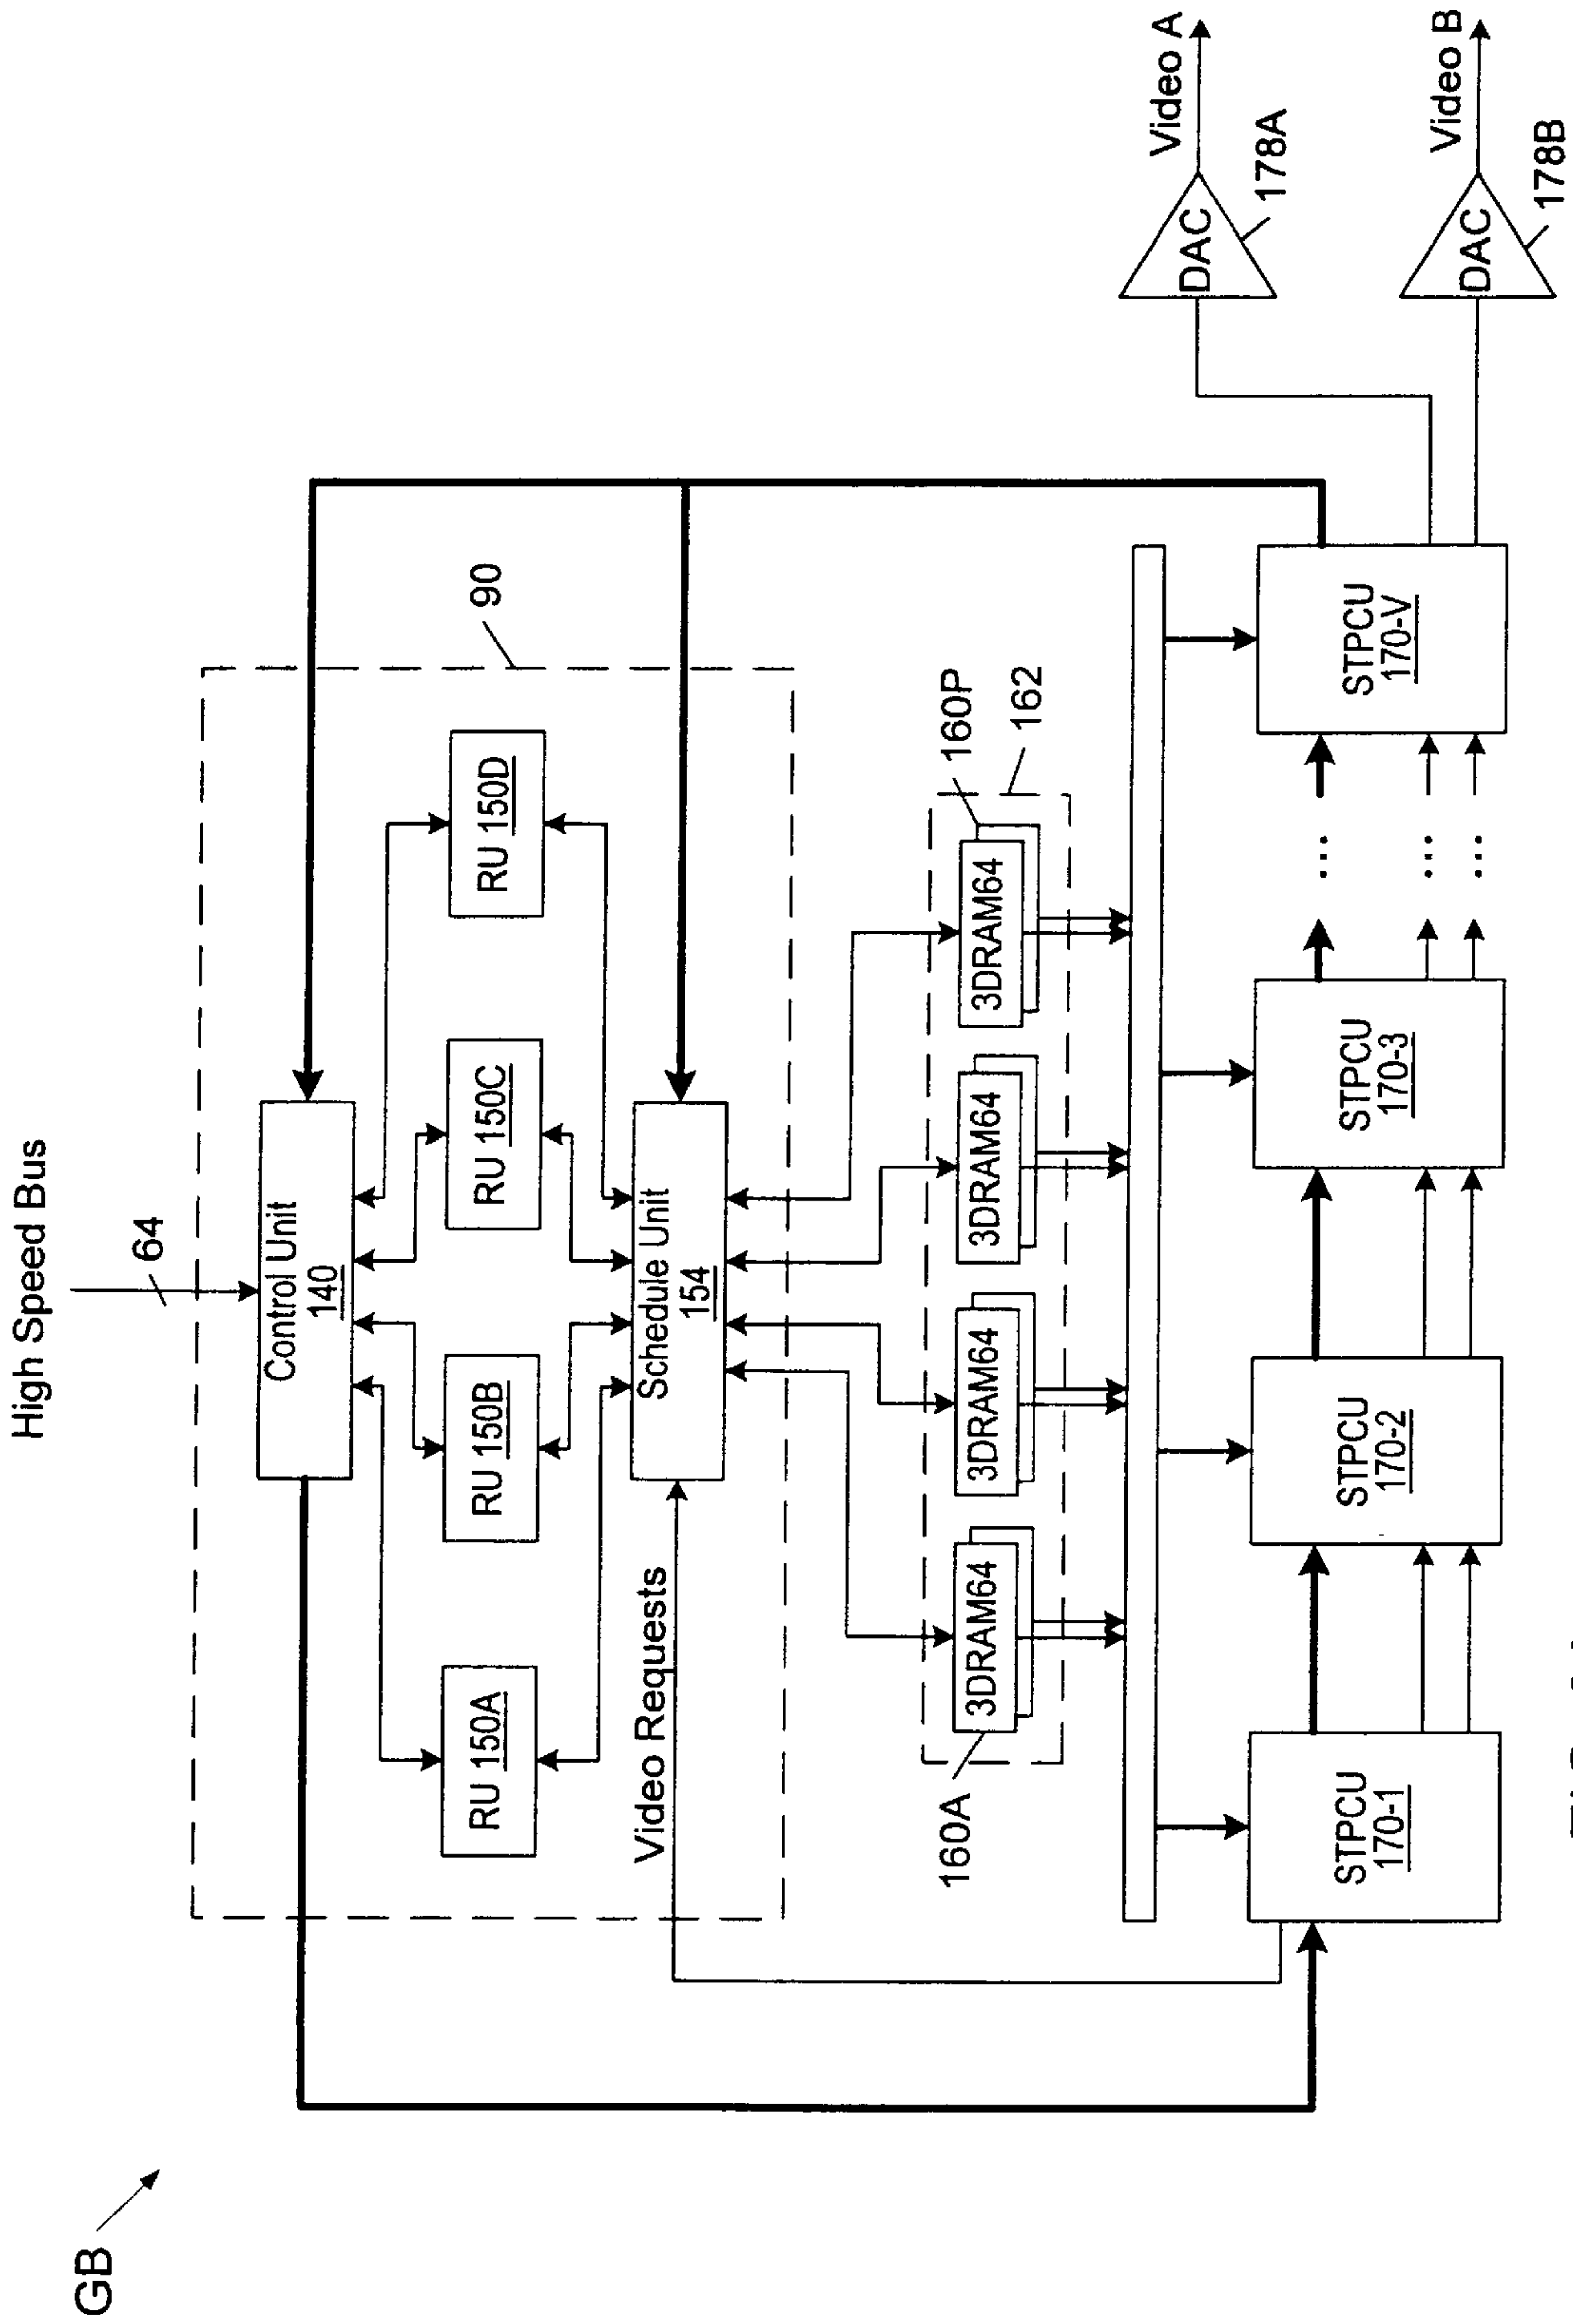 GB
High Speed Bus
64
90
Control Unit
140
RU 150A
RU 150B
RU 150C
RU 150D
Schedule Unit
154
Video Requests
160A
3DRAM64
3DRAM64
3DRAM64
3DRAM64
160P
162
STPCU
170-1
STPCU
170-2
STPCU
170-3
...
...
...
STPCU
170-V
DAC
178A
Video A
DAC
178B
Video B